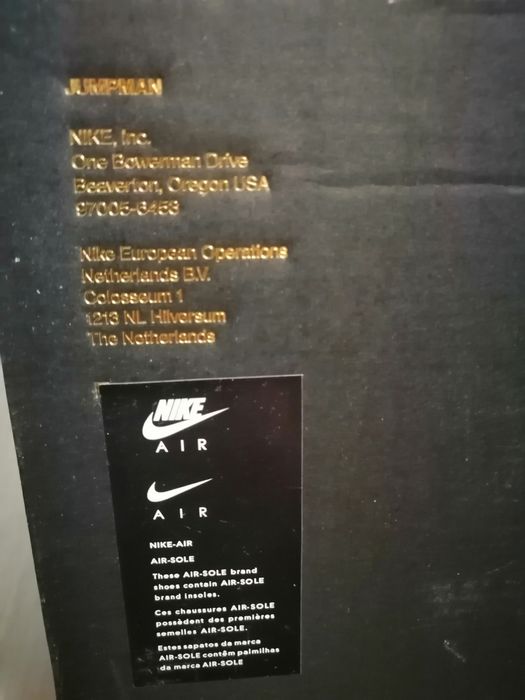 JUMPMAN
NIKE, Inc.
One Bowerman Drive
Beaverton, Oregon USA
97005-6453
Nike European Operations
Netherlands B.V.
Colosseum 1
1213 NL Hilversum
The Netherlands
NIKE
AIR
AIR
NIKE-AIR
AIR-SOLE
These AIR-SOLE brand
shoes contain AIR-SOLE
brand insoles.
Ces chaussures AIR-SOLE
possèdent des premières
semelles AIR-SOLE.
Estes sapatos da marca
AIR-SOLE contêm palmilhas
da marca AIR-SOLE